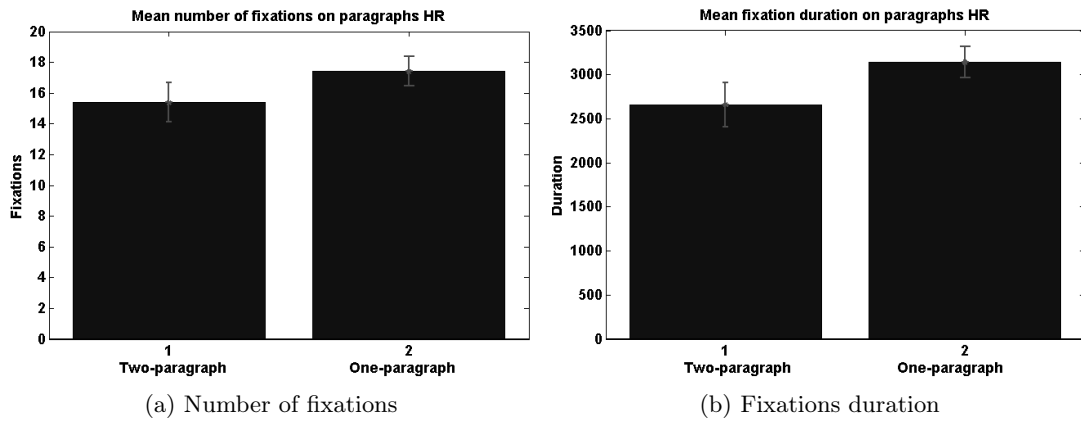 Mean number of fixations on paragraphs HR
20
18
16
14
12
10
8
6
4
2
0
Fixations
1
2
Two-paragraph
One-paragraph
(a) Number of fixations
Mean fixation duration on paragraphs HR
3500
3000
2500
2000
1500
1000
500
0
Duration
1
2
Two-paragraph
One-paragraph
(b) Fixations duration